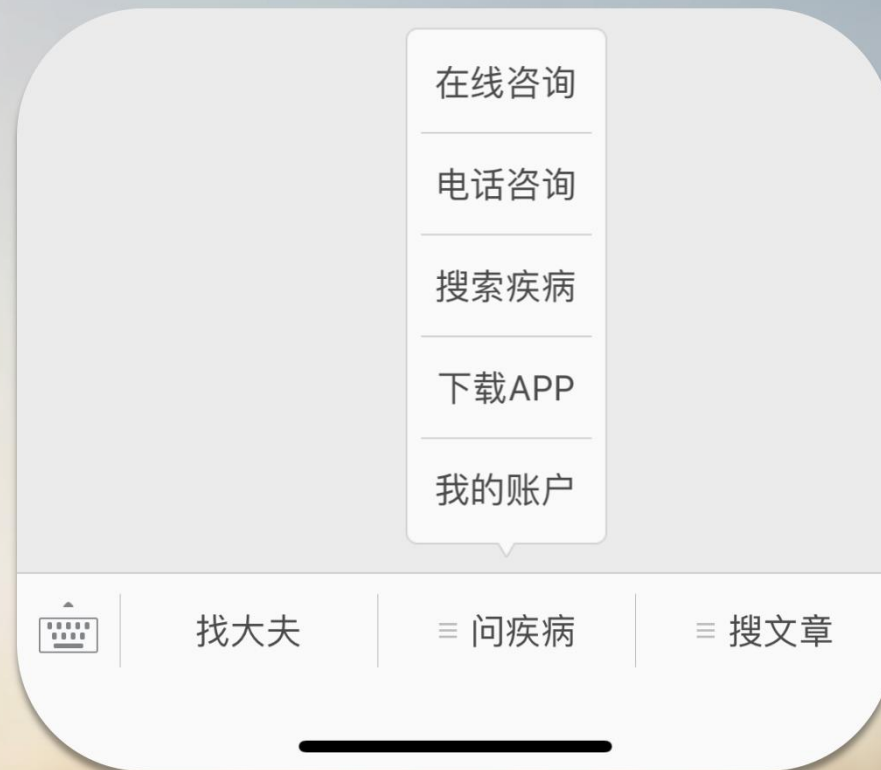 在线咨询
电话咨询
搜索疾病
下载APP
我的账户
找大夫
问疾病
搜文章